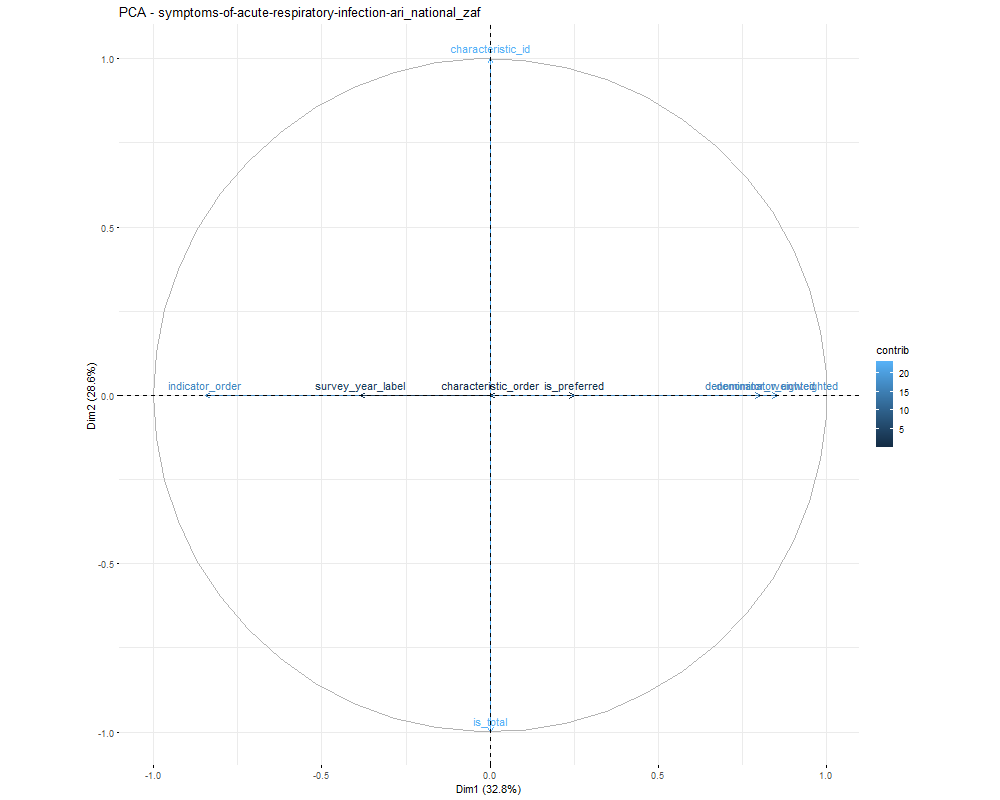 PCA - symptoms-of-acute-respiratory-infection-ari_national_zaf
characteristic_id
1.0
0.5
indicator_order survey_year_label characteristic_order is_preferred
0.0
-0.5
is_total
-1.0
-1.0 -0.5 0.0 0.5 1.0
Dim1 (32.8%)
Dim2 (28.6%)
contrib
20
15
10
5